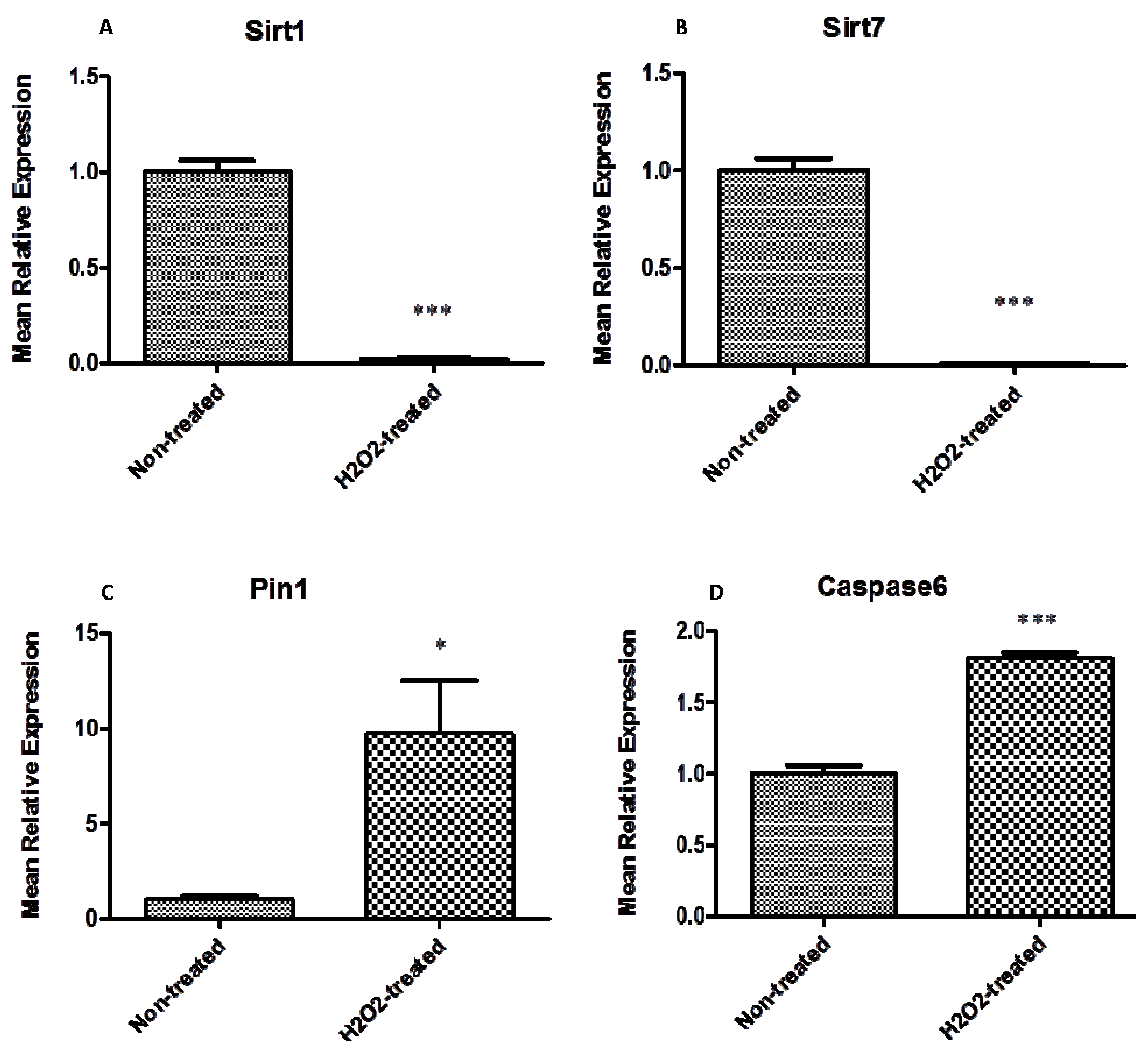 A
Sirt1
Mean Relative Expression
1.5
1.0
0.5
0.0
***
Non-treated
H2O2-treated
B
Sirt7
Mean Relative Expression
1.5
1.0
0.5
0.0
***
Non-treated
H2O2-treated
C
Pin1
Mean Relative Expression
15
10
5
0
*
Non-treated
H2O2-treated
D
Caspase6
Mean Relative Expression
2.0
1.5
1.0
0.5
0.0
***
Non-treated
H2O2-treated